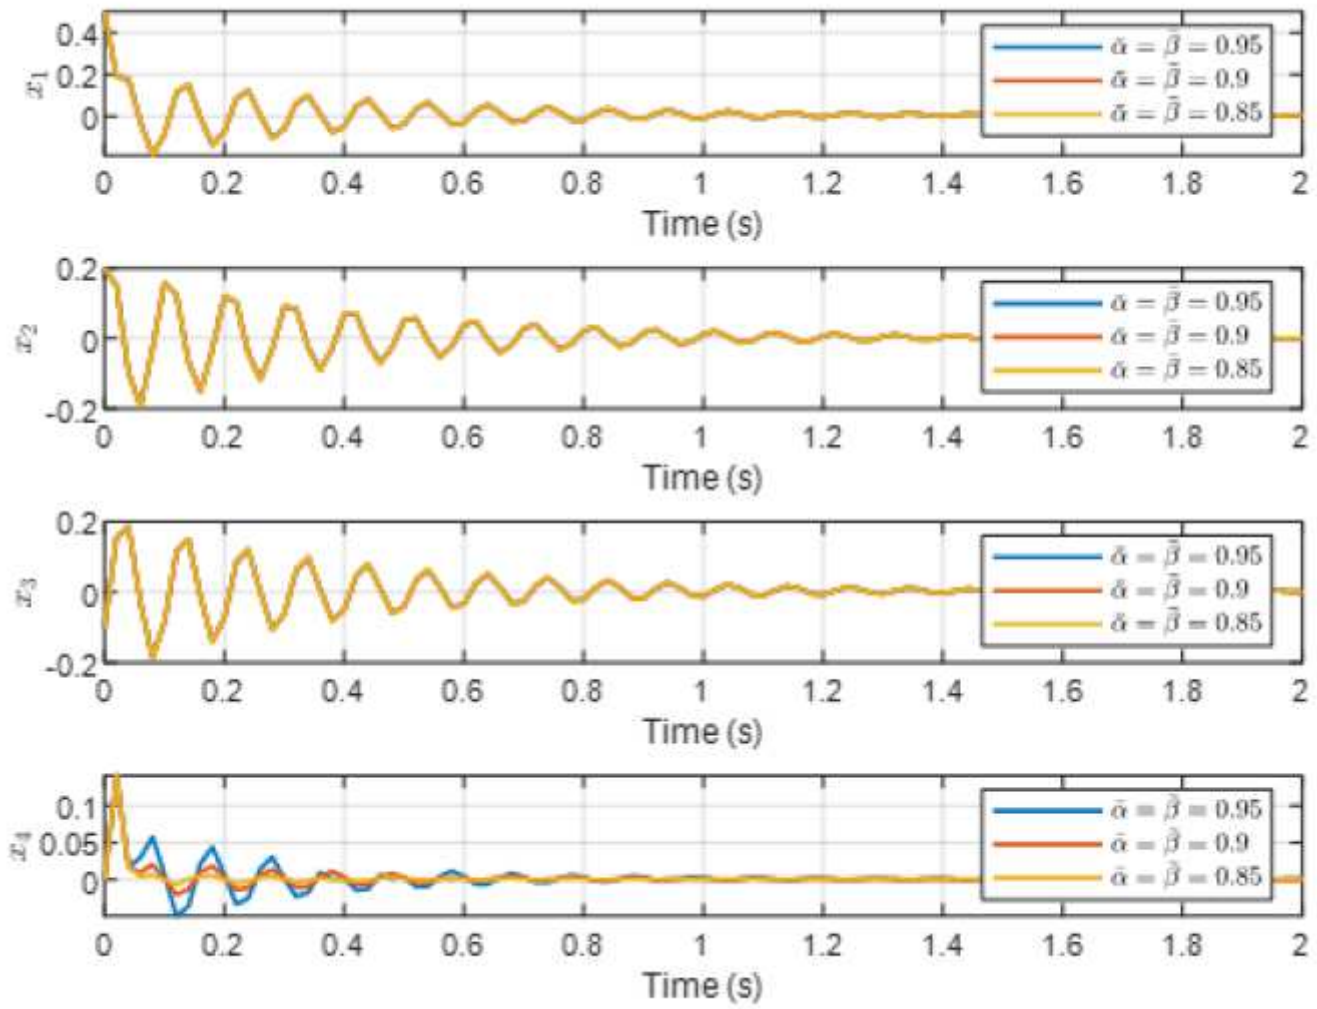 0.4
0.2
0
x₁
ᾱ = β̄ = 0.95
ᾱ = β̄ = 0.9
ᾱ = β̄ = 0.85
0 0.2 0.4 0.6 0.8 1 1.2 1.4 1.6 1.8 2
Time (s)
0.2
0
-0.2
x₂
ᾱ = β̄ = 0.95
ᾱ = β̄ = 0.9
ᾱ = β̄ = 0.85
0 0.2 0.4 0.6 0.8 1 1.2 1.4 1.6 1.8 2
Time (s)
0.2
0
-0.2
x₃
ᾱ = β̄ = 0.95
ᾱ = β̄ = 0.9
ᾱ = β̄ = 0.85
0 0.2 0.4 0.6 0.8 1 1.2 1.4 1.6 1.8 2
Time (s)
0.1
0.05
0
x₄
ᾱ = β̄ = 0.95
ᾱ = β̄ = 0.9
ᾱ = β̄ = 0.85
0 0.2 0.4 0.6 0.8 1 1.2 1.4 1.6 1.8 2
Time (s)